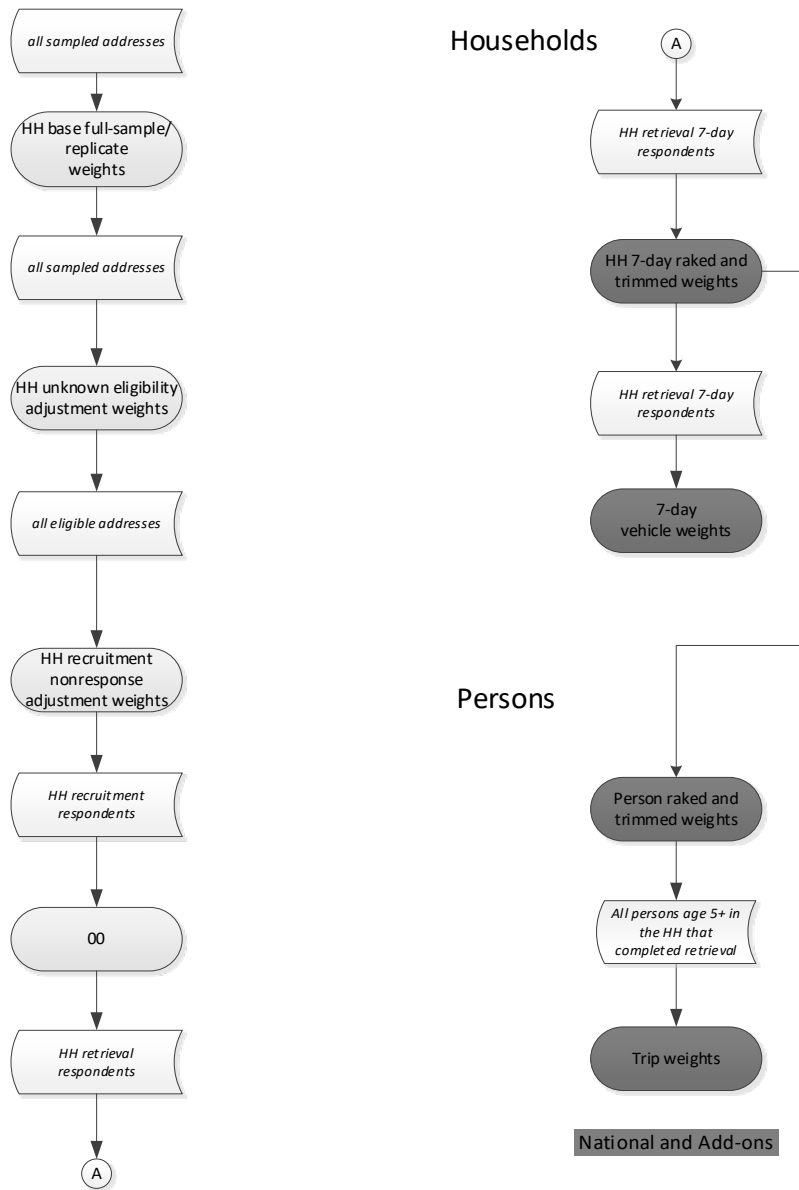 all sampled addresses
HH base full-sample/
replicate
weights
all sampled addresses
HH unknown eligibility
adjustment weights
all eligible addresses
HH recruitment
nonresponse
adjustment weights
HH recruitment
respondents
00
HH retrieval
respondents
A
Households
A
HH retrieval 7-day
respondents
HH 7-day raked and
trimmed weights
HH retrieval 7-day
respondents
7-day
vehicle weights
Persons
Person raked and
trimmed weights
All persons age 5+ in
the HH that
completed retrieval
Trip weights
National and Add-ons